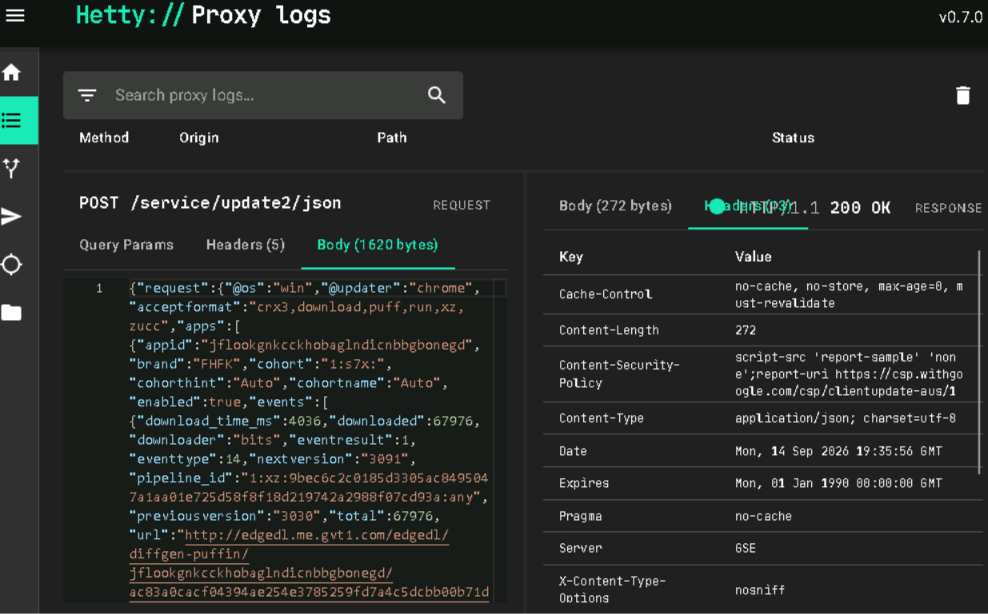 Hetty://Proxy logs
v0.7.0
Search proxy logs...
Method Origin Path Status
POST /service/update2/json REQUEST
Query Params Headers (5) Body (1620 bytes)
1 {"request":{"@os":"win","@updater":"chrome",
"acceptformat":"crx3,download,puff,run,xz,
zucc","apps":[
{"appid":"jflookgnkcckhobaglndicnbbgbonegd",
"brand":"FHFK","cohort":"1:s7x:",
"cohorthint":"Auto","cohortname":"Auto",
"enabled":true,"events":[
{"download_time_ms":4036,"downloaded":67976,
"downloader":"bits","eventresult":1,
"eventtype":14,"nextversion":"3091",
"pipeline_id":"1:xz:9bec6c2c0185d3305ac849504
7a1aa01e725d58f8f18d219742a2988f07cd93a:any",
"previousversion":"3030","total":67976,
"url":"http://edgedl.me.gvt1.com/edgedl/
diffgen-puffin/
jflookgnkcckhobaglndicnbbgbonegd/
ac83a0cacf04394ae254e3785259fd7a4c5dcbb00b71d
Body (272 bytes) Headers (13) HTTP/1.1 200 OK RESPONSE
Key Value
Cache-Control no-cache, no-store, max-age=0, m
ust-revalidate
Content-Length 272
Content-Security-
Policy
script-src 'report-sample' 'non
e';report-uri https://csp.withgo
ogle.com/csp/clientupdate-aus/1
Content-Type application/json; charset=utf-8
Date Mon, 14 Sep 2026 19:35:56 GMT
Expires Mon, 01 Jan 1990 00:00:00 GMT
Pragma no-cache
Server GSE
X-Content-Type-
Options
nosniff